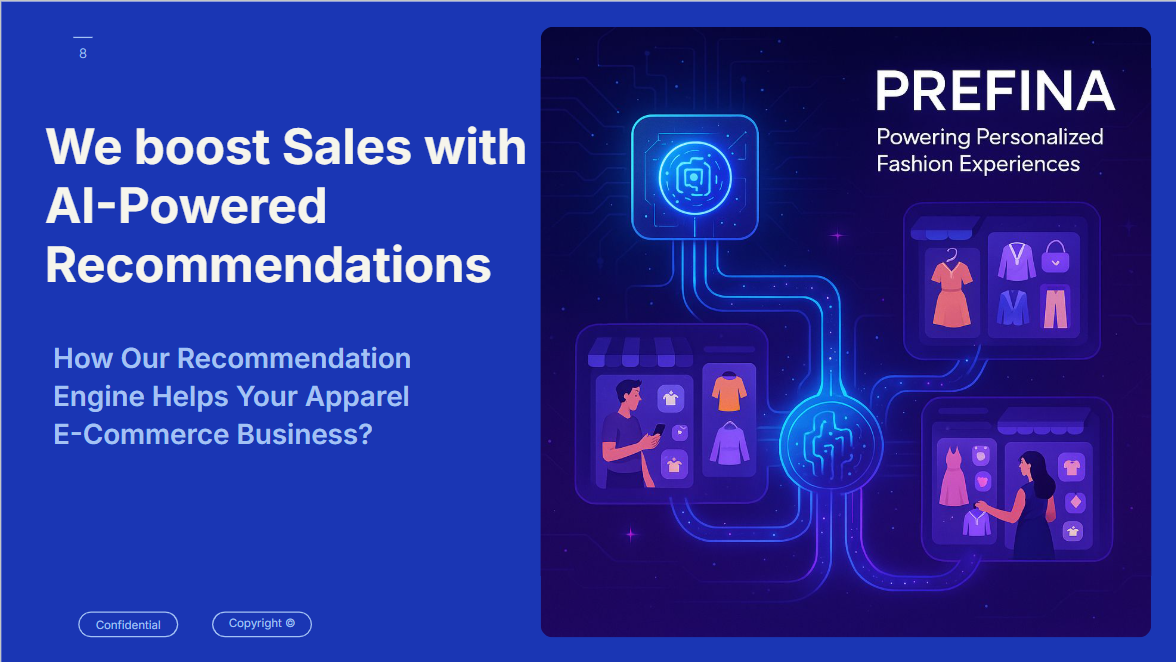 8
We boost Sales with
AI-Powered
Recommendations
How Our Recommendation
Engine Helps Your Apparel
E-Commerce Business?
Confidential
Copyright ©
PREFINA
Powering Personalized
Fashion Experiences